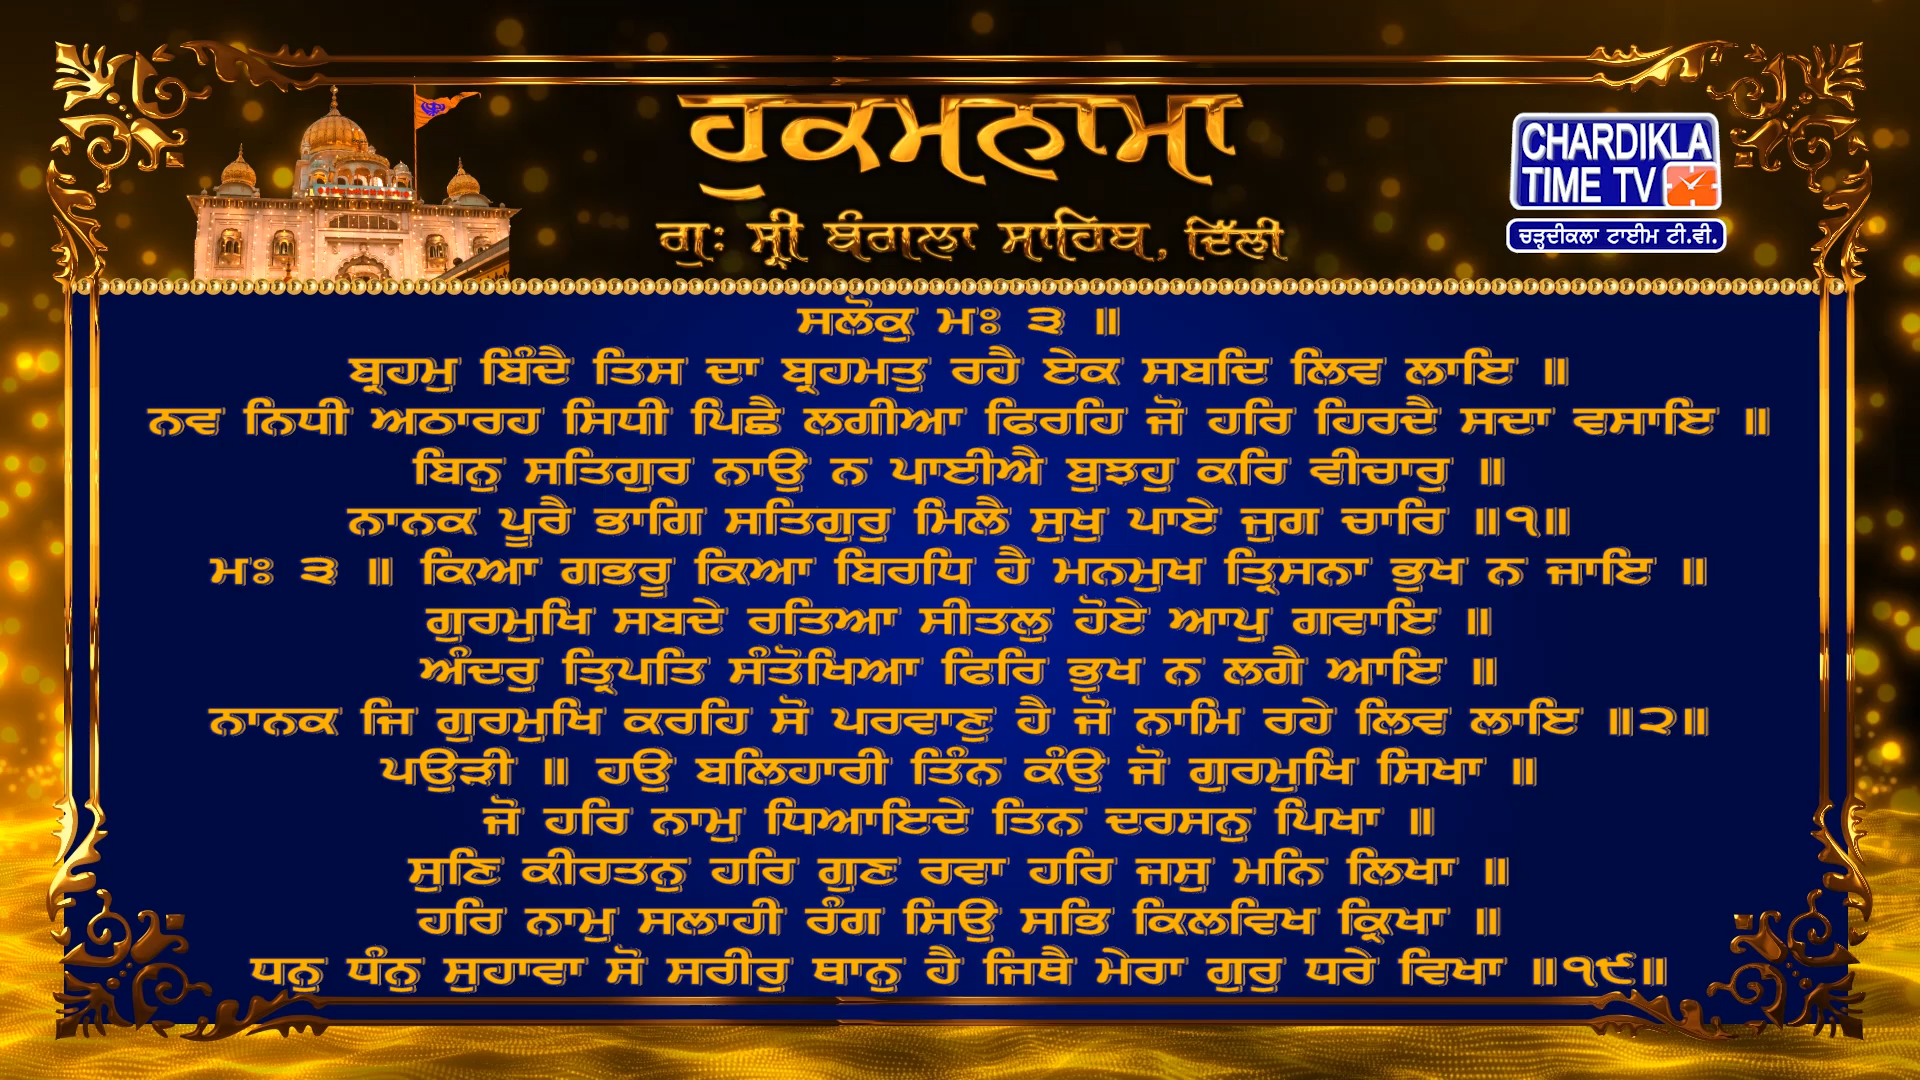 ਹੁਕਮਨਾਮਾ
ਗੁਃ ਸ੍ਰੀ ਬੰਗਲਾ ਸਾਹਿਬ, ਦਿੱਲੀ
CHARDIKLA
TIME TV
ਚੜ੍ਹਦੀਕਲਾ ਟਾਈਮ ਟੀ.ਵੀ.
ਸਲੋਕੁ ਮਃ ੩ ॥
ਬ੍ਰਹਮੁ ਬਿੰਦੈ ਤਿਸ ਦਾ ਬ੍ਰਹਮਤੁ ਰਹੈ ਏਕ ਸਬਦਿ ਲਿਵ ਲਾਇ ॥
ਨਵ ਨਿਧੀ ਅਠਾਰਹ ਸਿਧੀ ਪਿਛੈ ਲਗੀਆ ਫਿਰਹਿ ਜੋ ਹਰਿ ਹਿਰਦੈ ਸਦਾ ਵਸਾਇ ॥
ਬਿਨੁ ਸਤਿਗੁਰ ਨਾਉ ਨ ਪਾਈਐ ਬੁਝਹੁ ਕਰਿ ਵੀਚਾਰੁ ॥
ਨਾਨਕ ਪੂਰੈ ਭਾਗਿ ਸਤਿਗੁਰੁ ਮਿਲੈ ਸੁਖੁ ਪਾਏ ਜੁਗ ਚਾਰਿ ॥੧॥
ਮਃ ੩ ॥ ਕਿਆ ਗਭਰੂ ਕਿਆ ਬਿਰਧਿ ਹੈ ਮਨਮੁਖ ਤ੍ਰਿਸਨਾ ਭੁਖ ਨ ਜਾਇ ॥
ਗੁਰਮੁਖਿ ਸਬਦੇ ਰਤਿਆ ਸੀਤਲੁ ਹੋਏ ਆਪੁ ਗਵਾਇ ॥
ਅੰਦਰੁ ਤ੍ਰਿਪਤਿ ਸੰਤੋਖਿਆ ਫਿਰਿ ਭੁਖ ਨ ਲਗੈ ਆਇ ॥
ਨਾਨਕ ਜਿ ਗੁਰਮੁਖਿ ਕਰਹਿ ਸੋ ਪਰਵਾਣੁ ਹੈ ਜੋ ਨਾਮਿ ਰਹੇ ਲਿਵ ਲਾਇ ॥੨॥
ਪਉੜੀ ॥ ਹਉ ਬਲਿਹਾਰੀ ਤਿੰਨ ਕੰਉ ਜੋ ਗੁਰਮੁਖਿ ਸਿਖਾ ॥
ਜੋ ਹਰਿ ਨਾਮੁ ਧਿਆਇਦੇ ਤਿਨ ਦਰਸਨੁ ਪਿਖਾ ॥
ਸੁਣਿ ਕੀਰਤਨੁ ਹਰਿ ਗੁਣ ਰਵਾ ਹਰਿ ਜਸੁ ਮਨਿ ਲਿਖਾ ॥
ਹਰਿ ਨਾਮੁ ਸਲਾਹੀ ਰੰਗ ਸਿਉ ਸਭਿ ਕਿਲਵਿਖ ਕ੍ਰਿਖਾ ॥
ਧਨੁ ਧੰਨੁ ਸੁਹਾਵਾ ਸੋ ਸਰੀਰੁ ਥਾਨੁ ਹੈ ਜਿਥੈ ਮੇਰਾ ਗੁਰੁ ਧਰੇ ਵਿਖਾ ॥੧੯॥